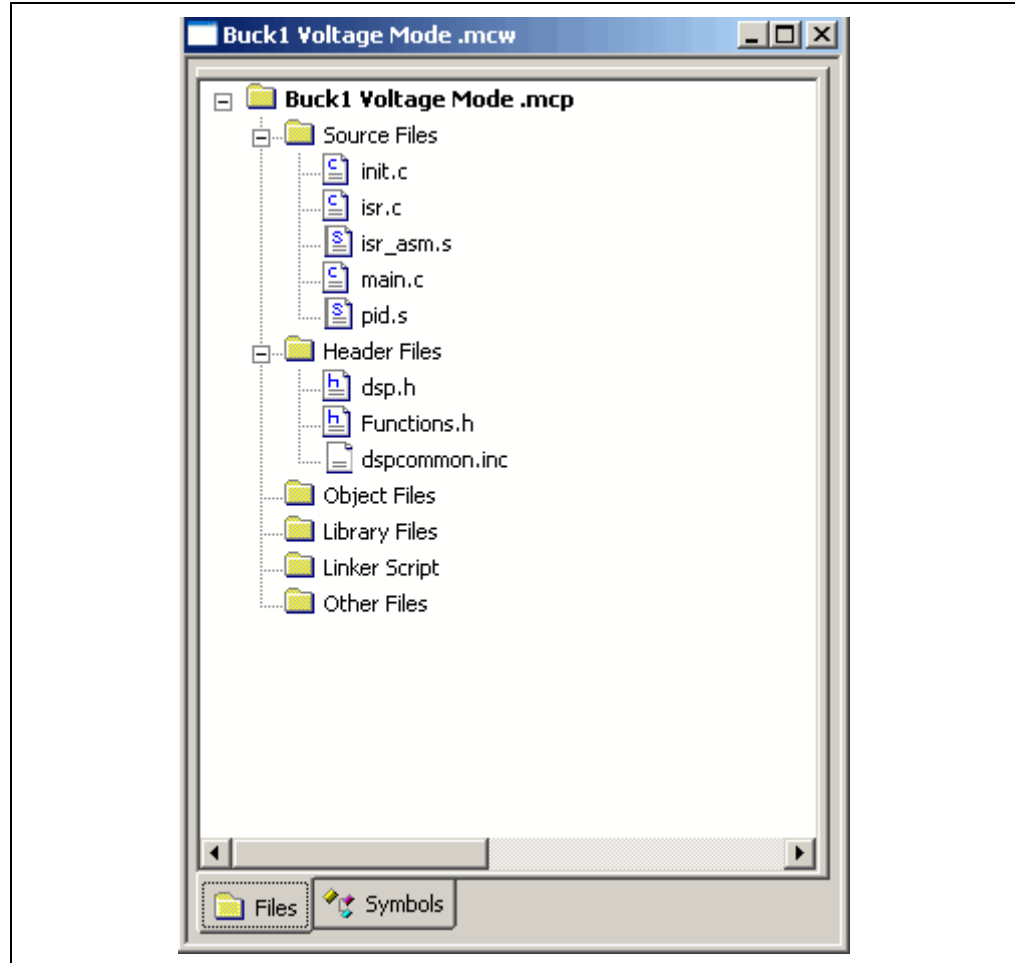 Buck1 Voltage Mode .mcw
Buck1 Voltage Mode .mcp
Source Files
init.c
isr.c
isr_asm.s
main.c
pid.s
Header Files
dsp.h
Functions.h
dspcommon.inc
Object Files
Library Files
Linker Script
Other Files
Files Symbols